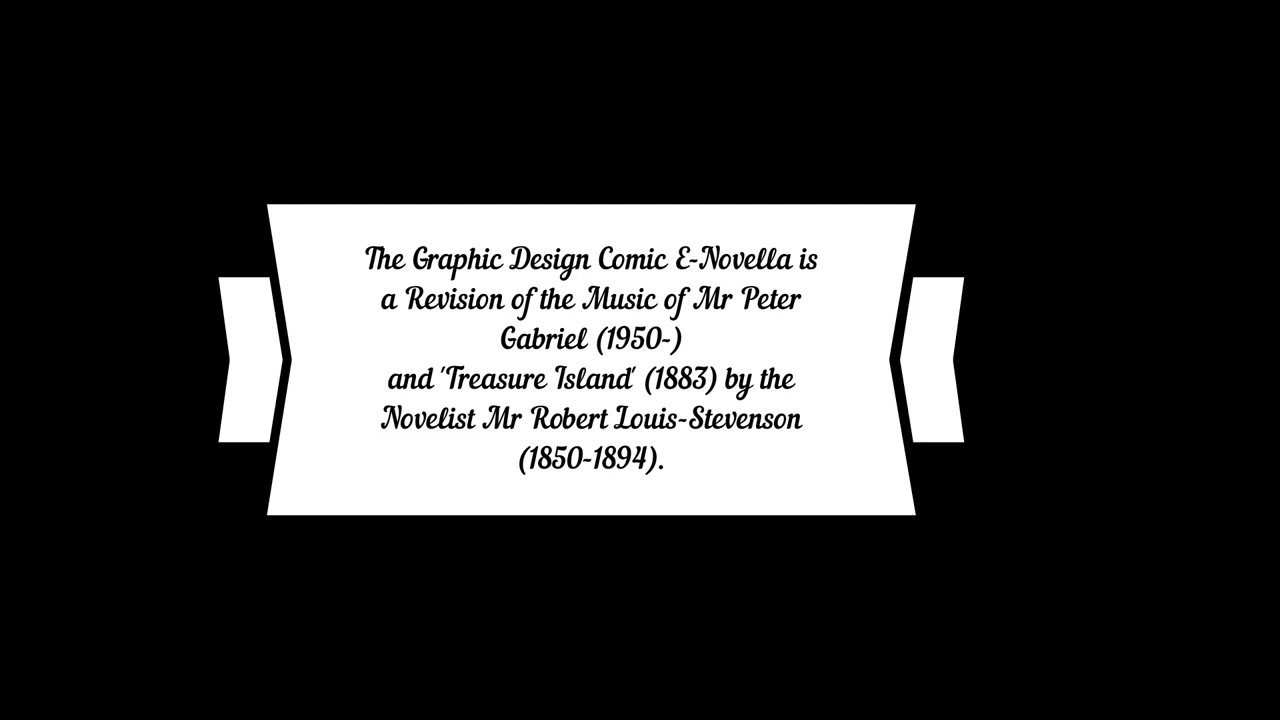 The Graphic Design Comic E-Novella is
a Revision of the Music of Mr Peter
Gabriel (1950-)
and 'Treasure Island' (1883) by the
Novelist Mr Robert Louis-Stevenson
(1850-1894).